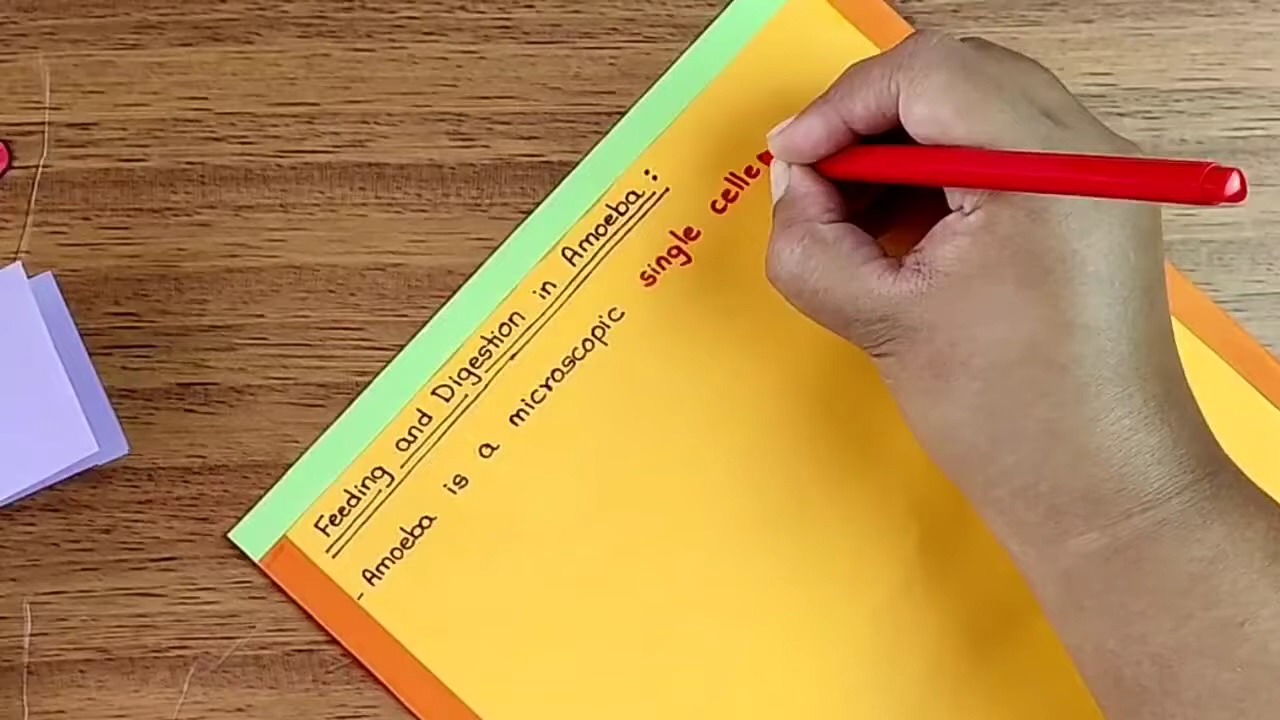 Feeding and Digestion in Amoeba :
- Amoeba is a microscopic single celle